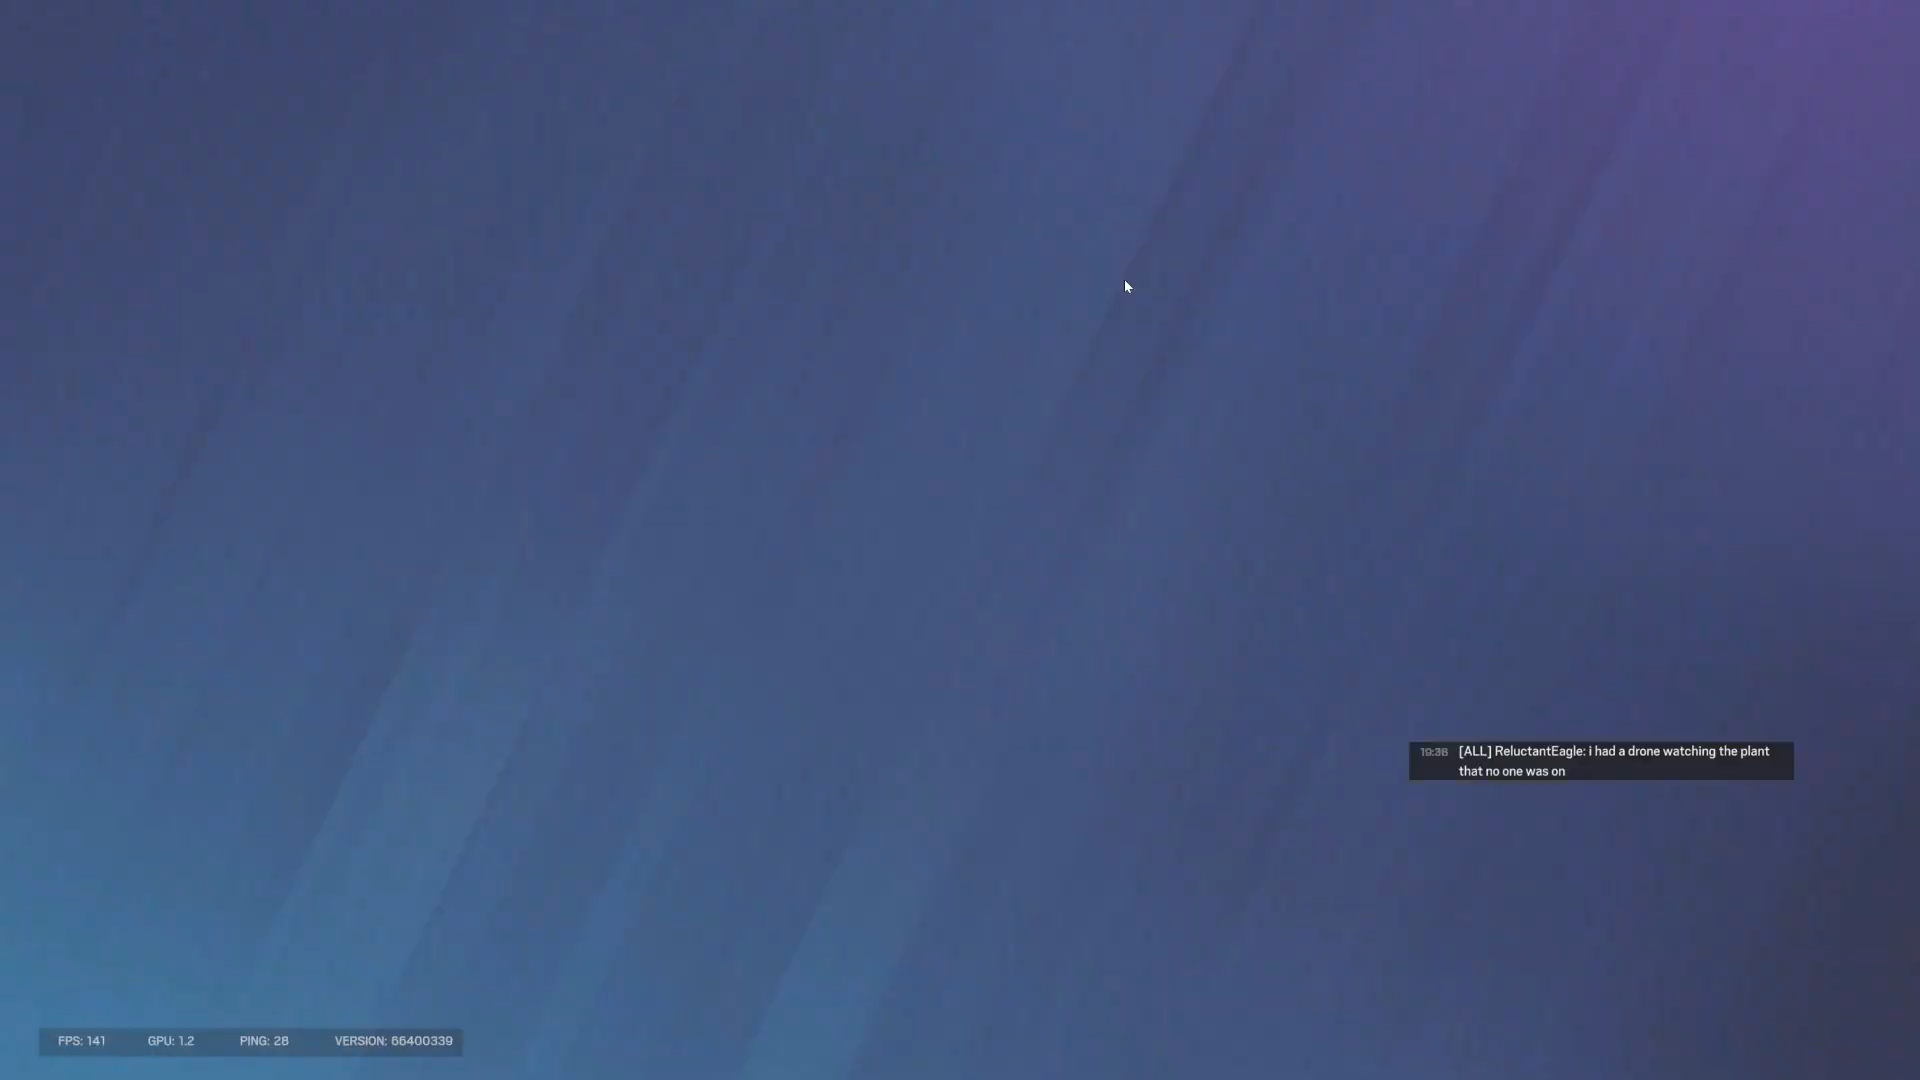 19:36 [ALL] ReluctantEagle: i had a drone watching the plant
that no one was on
FPS: 141 GPU: 1.2 PING: 28 VERSION: 66400339